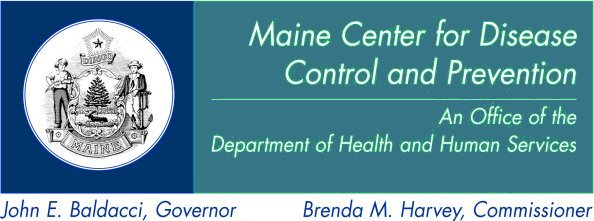 Maine Center for Disease
Control and Prevention
An Office of the
Department of Health and Human Services
DIRIGO
MAINE
John E. Baldacci, Governor
Brenda M. Harvey, Commissioner